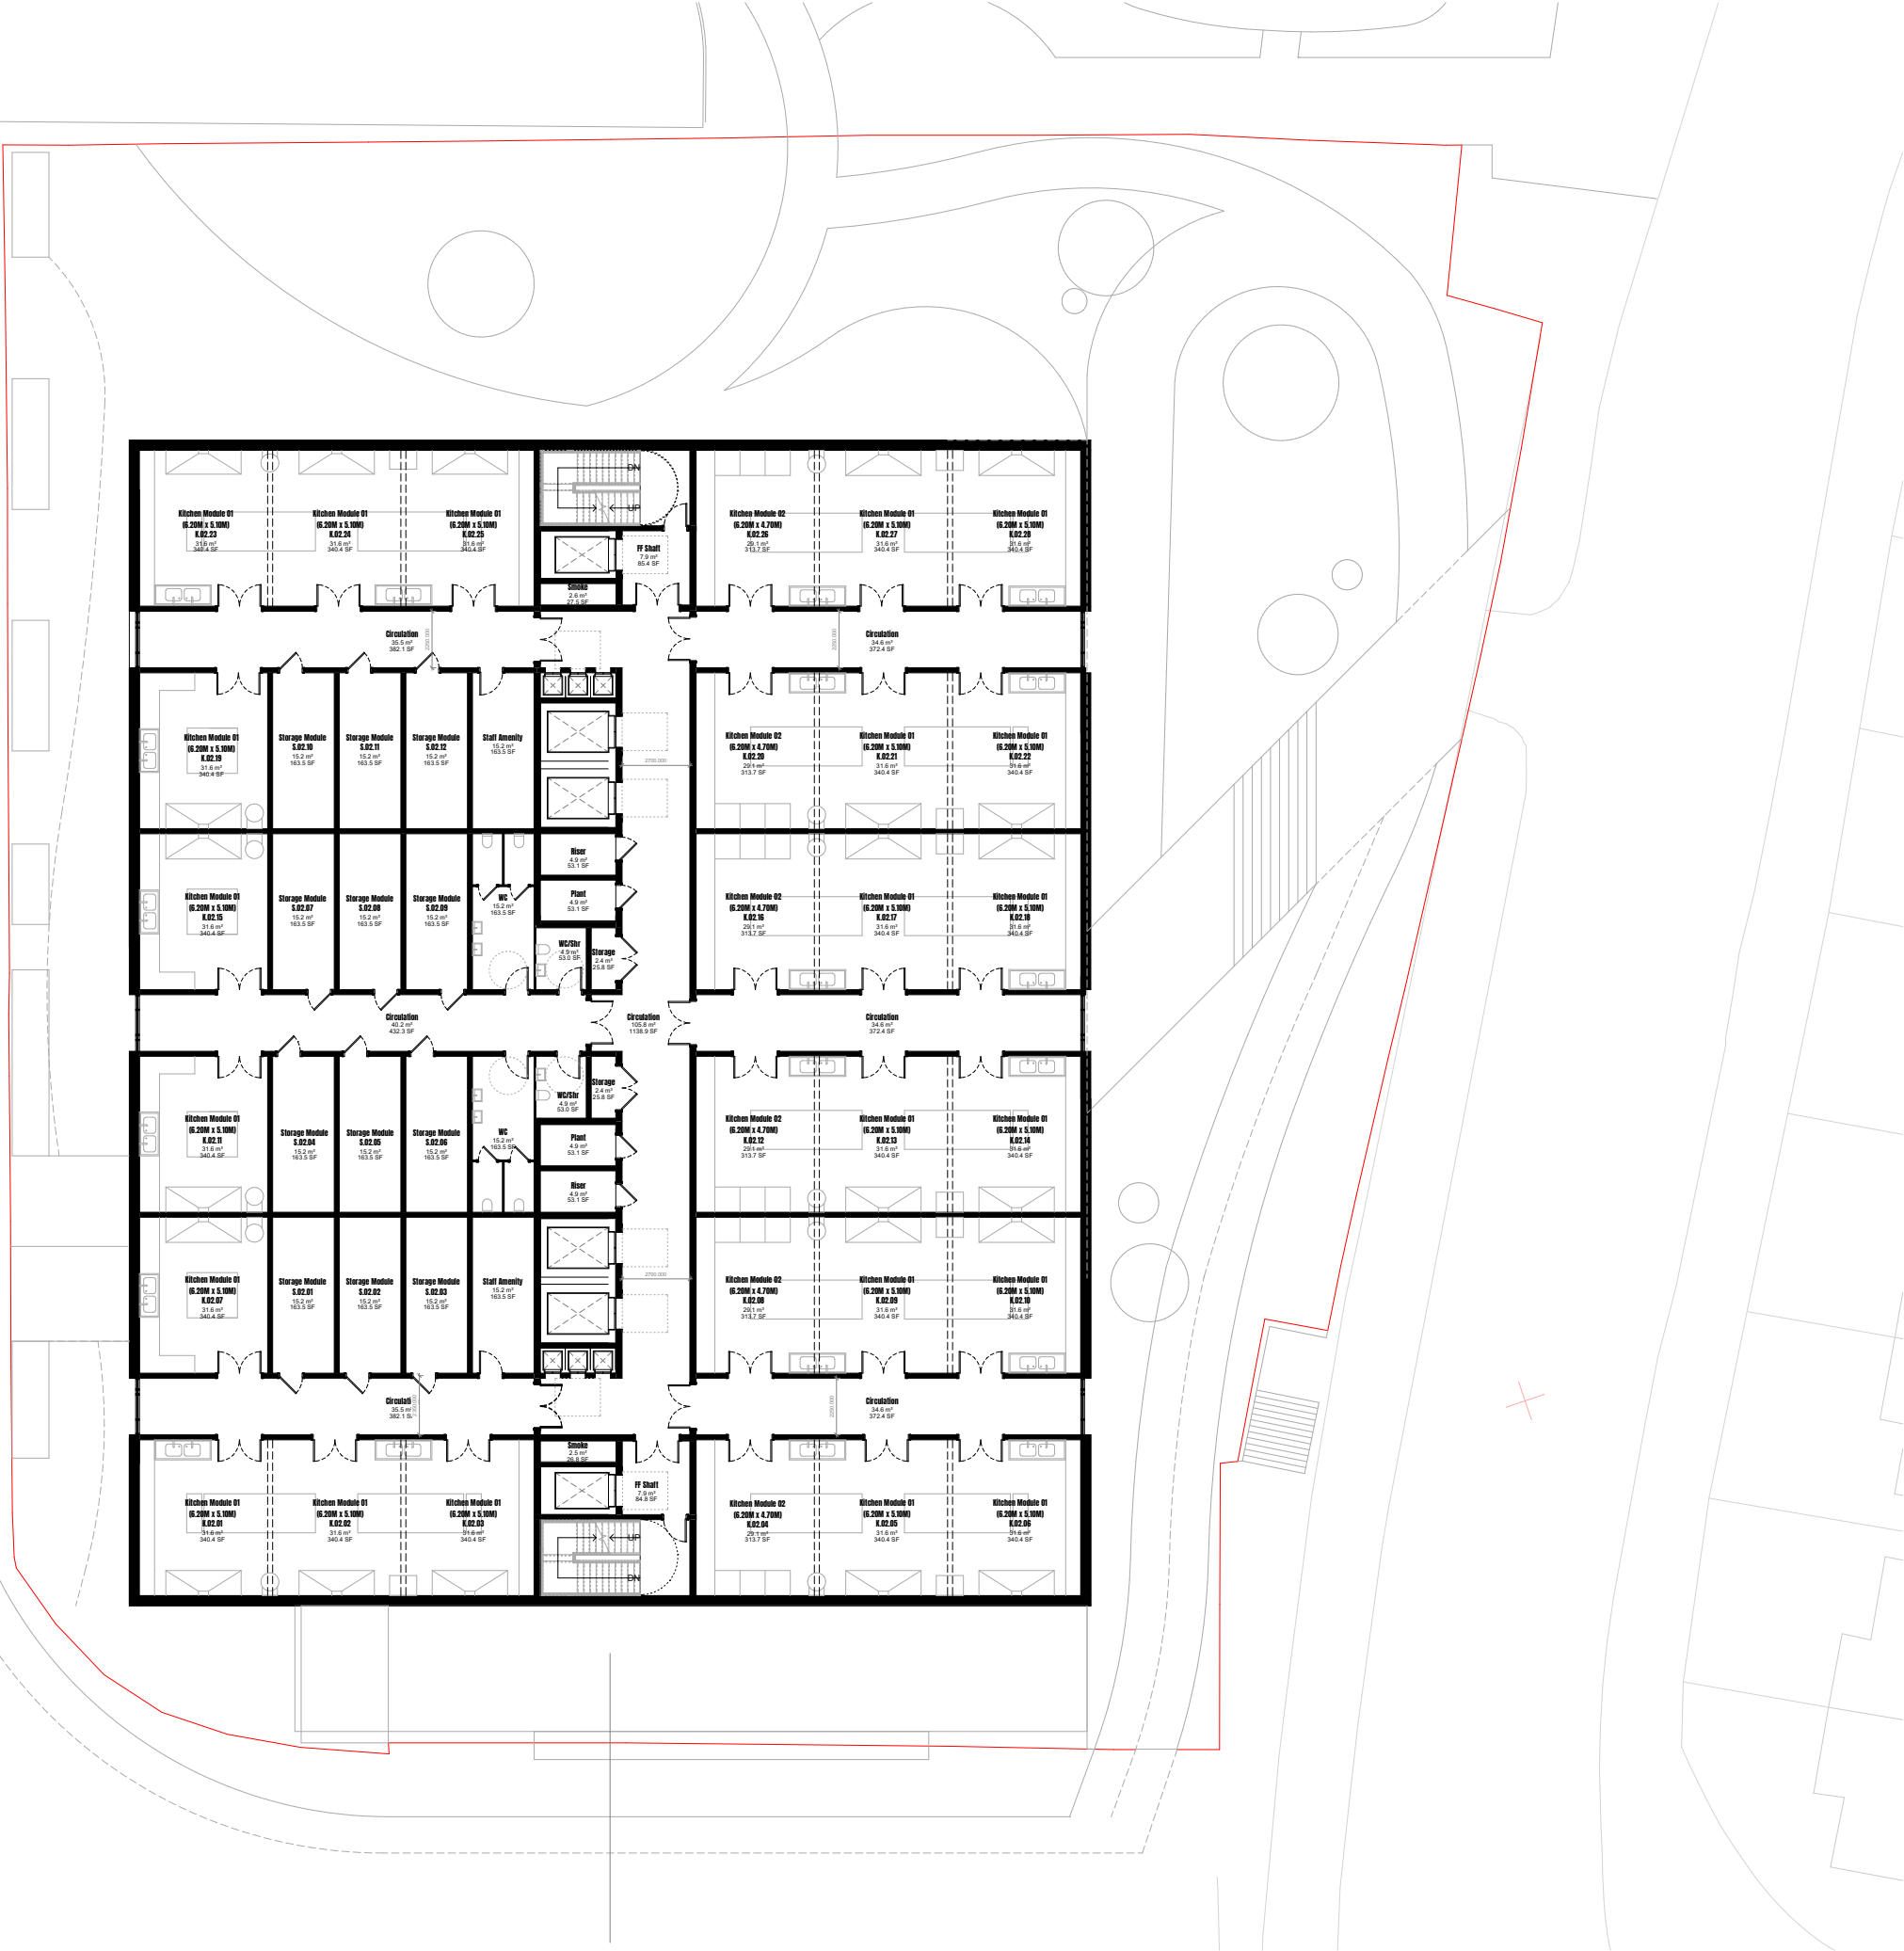 Kitchen Module 01
(6.20M x 5.10M)
K.02.23
31.6 m²
340.4 SF
Kitchen Module 01
(6.20M x 5.10M)
K.02.24
31.6 m²
340.4 SF
Kitchen Module 01
(6.20M x 5.10M)
K.02.25
31.6 m²
340.4 SF
DN
UP
FF Shaft
7.9 m²
85.4 SF
Smoke
2.6 m²
27.5 SF
Kitchen Module 02
(6.20M x 4.70M)
K.02.26
29.1 m²
313.7 SF
Kitchen Module 01
(6.20M x 5.10M)
K.02.27
31.6 m²
340.4 SF
Kitchen Module 01
(6.20M x 5.10M)
K.02.28
31.6 m²
340.4 SF
Circulation
35.5 m²
382.1 SF
2250.000
Circulation
34.6 m²
372.4 SF
2250.000
Kitchen Module 01
(6.20M x 5.10M)
K.02.19
31.6 m²
340.4 SF
Storage Module
S.02.10
15.2 m²
163.5 SF
Storage Module
S.02.11
15.2 m²
163.5 SF
Storage Module
S.02.12
15.2 m²
163.5 SF
Staff Amenity
15.2 m²
163.5 SF
2700.000
Kitchen Module 02
(6.20M x 4.70M)
K.02.20
29.1 m²
313.7 SF
Kitchen Module 01
(6.20M x 5.10M)
K.02.21
31.6 m²
340.4 SF
Kitchen Module 01
(6.20M x 5.10M)
K.02.22
31.6 m²
340.4 SF
Kitchen Module 01
(6.20M x 5.10M)
K.02.15
31.6 m²
340.4 SF
Storage Module
S.02.07
15.2 m²
163.5 SF
Storage Module
S.02.08
15.2 m²
163.5 SF
Storage Module
S.02.09
15.2 m²
163.5 SF
WC
15.2 m²
163.5 SF
Riser
4.9 m²
53.1 SF
Plant
4.9 m²
53.1 SF
WC/Shr
4.9 m²
53.0 SF
Storage
2.4 m²
25.8 SF
Kitchen Module 02
(6.20M x 4.70M)
K.02.16
29.1 m²
313.7 SF
Kitchen Module 01
(6.20M x 5.10M)
K.02.17
31.6 m²
340.4 SF
Kitchen Module 01
(6.20M x 5.10M)
K.02.18
31.6 m²
340.4 SF
Circulation
40.2 m²
432.3 SF
Circulation
105.8 m²
1138.9 SF
Circulation
34.6 m²
372.4 SF
Kitchen Module 01
(6.20M x 5.10M)
K.02.11
31.6 m²
340.4 SF
Storage Module
S.02.04
15.2 m²
163.5 SF
Storage Module
S.02.05
15.2 m²
163.5 SF
Storage Module
S.02.06
15.2 m²
163.5 SF
WC
15.2 m²
163.5 SF
WC/Shr
4.9 m²
53.0 SF
Storage
2.4 m²
25.8 SF
Plant
4.9 m²
53.1 SF
Riser
4.9 m²
53.1 SF
Kitchen Module 02
(6.20M x 4.70M)
K.02.12
29.1 m²
313.7 SF
Kitchen Module 01
(6.20M x 5.10M)
K.02.13
31.6 m²
340.4 SF
Kitchen Module 01
(6.20M x 5.10M)
K.02.14
31.6 m²
340.4 SF
Kitchen Module 01
(6.20M x 5.10M)
K.02.07
31.6 m²
340.4 SF
Storage Module
S.02.01
15.2 m²
163.5 SF
Storage Module
S.02.02
15.2 m²
163.5 SF
Storage Module
S.02.03
15.2 m²
163.5 SF
Staff Amenity
15.2 m²
163.5 SF
2700.000
Kitchen Module 02
(6.20M x 4.70M)
K.02.08
29.1 m²
313.7 SF
Kitchen Module 01
(6.20M x 5.10M)
K.02.09
31.6 m²
340.4 SF
Kitchen Module 01
(6.20M x 5.10M)
K.02.10
31.6 m²
340.4 SF
Circulati
35.5 m
382.1 S
Circulation
34.6 m²
372.4 SF
2250.000
Kitchen Module 01
(6.20M x 5.10M)
K.02.01
31.6 m²
340.4 SF
Kitchen Module 01
(6.20M x 5.10M)
K.02.02
31.6 m²
340.4 SF
Kitchen Module 01
(6.20M x 5.10M)
K.02.03
31.6 m²
340.4 SF
Smoke
2.5 m²
26.8 SF
FF Shaft
7.9 m²
84.8 SF
UP
DN
Kitchen Module 02
(6.20M x 4.70M)
K.02.04
29.1 m²
313.7 SF
Kitchen Module 01
(6.20M x 5.10M)
K.02.05
31.6 m²
340.4 SF
Kitchen Module 01
(6.20M x 5.10M)
K.02.06
31.6 m²
340.4 SF